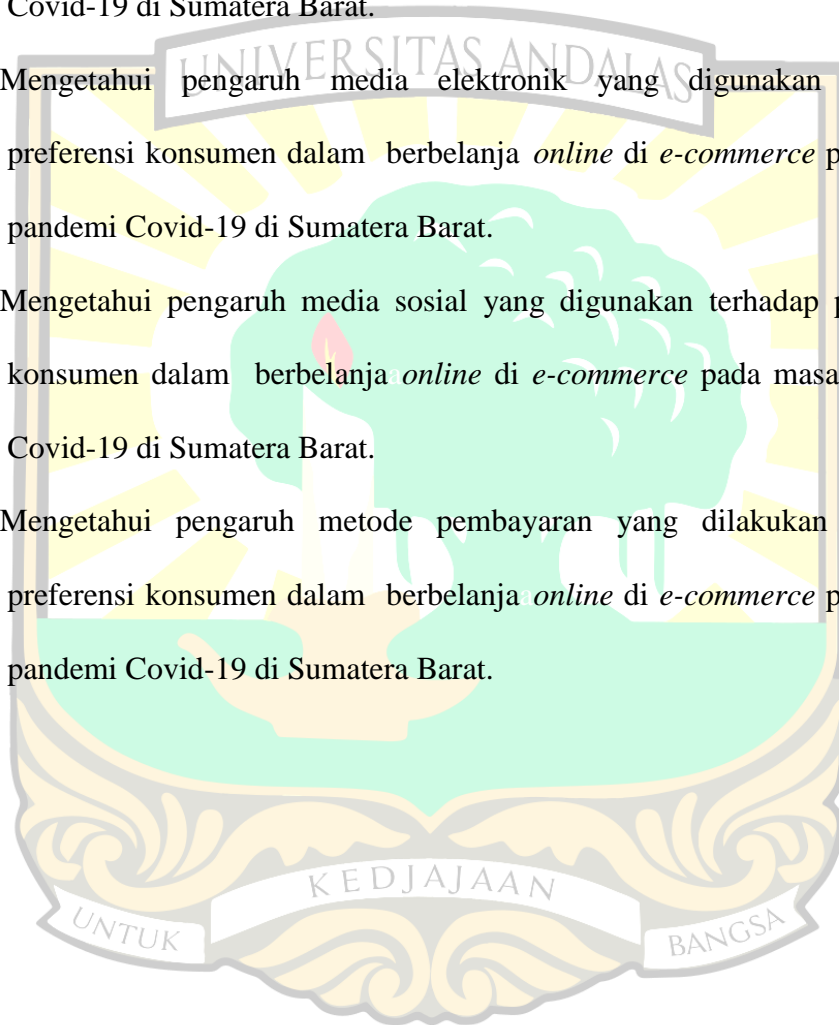 Covid-19 di Sumatera Barat.
UNIVERSITAS ANDALAS
Mengetahui pengaruh media elektronik yang digunakan
preferensi konsumen dalam berbelanja online di e-commerce p
pandemi Covid-19 di Sumatera Barat.
Mengetahui pengaruh media sosial yang digunakan terhadap p
konsumen dalam berbelanja online di e-commerce pada masa
Covid-19 di Sumatera Barat.
Mengetahui pengaruh metode pembayaran yang dilakukan
preferensi konsumen dalam berbelanja online di e-commerce p
pandemi Covid-19 di Sumatera Barat.
UNTUK KEDJAJAAN BANGSA